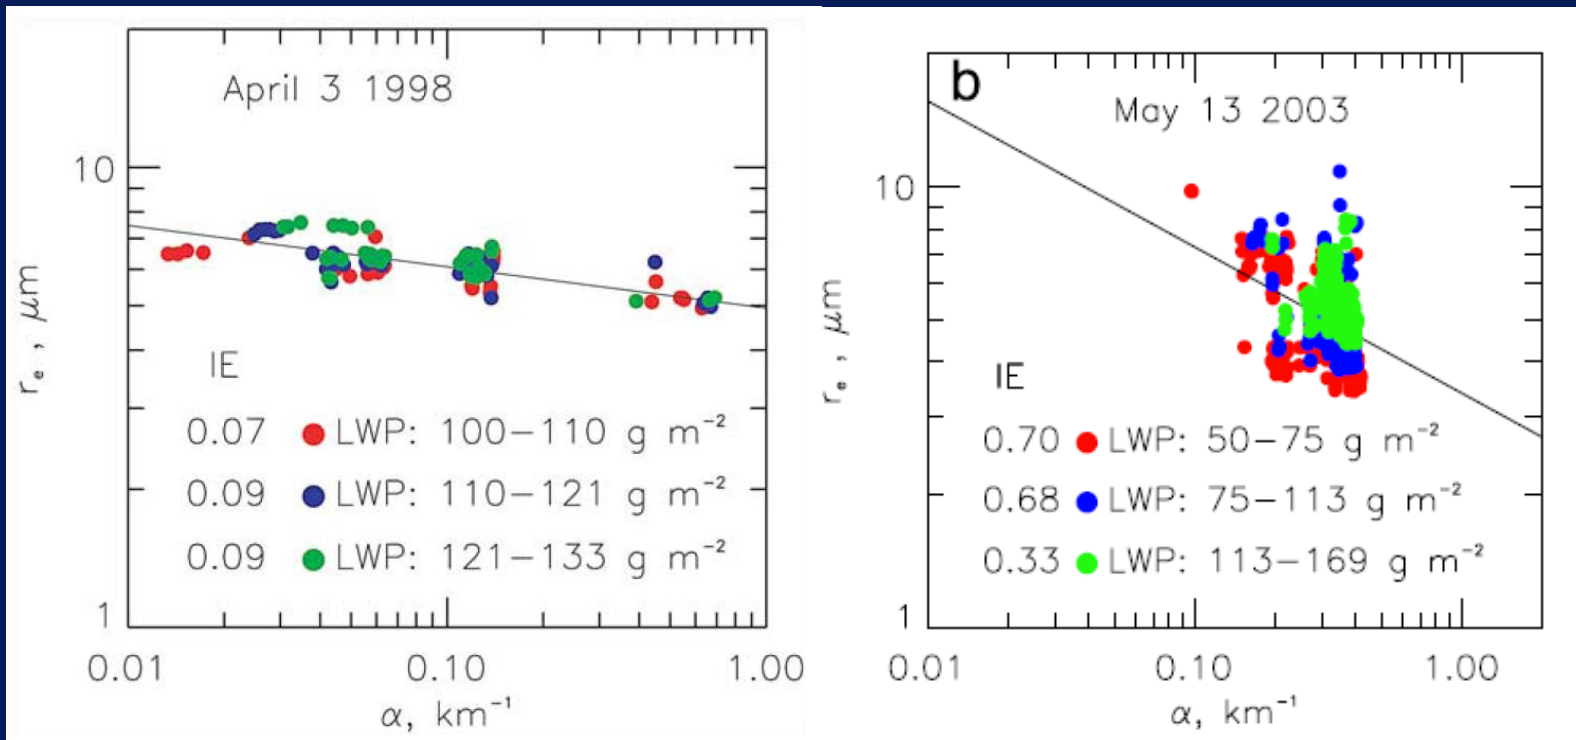 April 3 1998
10
1
r_e , μm
IE
0.07 LWP: 100−110 g m⁻²
0.09 LWP: 110−121 g m⁻²
0.09 LWP: 121−133 g m⁻²
0.01 0.10 1.00
α, km⁻¹
b
May 13 2003
10
1
r_e , μm
IE
0.70 LWP: 50−75 g m⁻²
0.68 LWP: 75−113 g m⁻²
0.33 LWP: 113−169 g m⁻²
0.01 0.10 1.00
α, km⁻¹